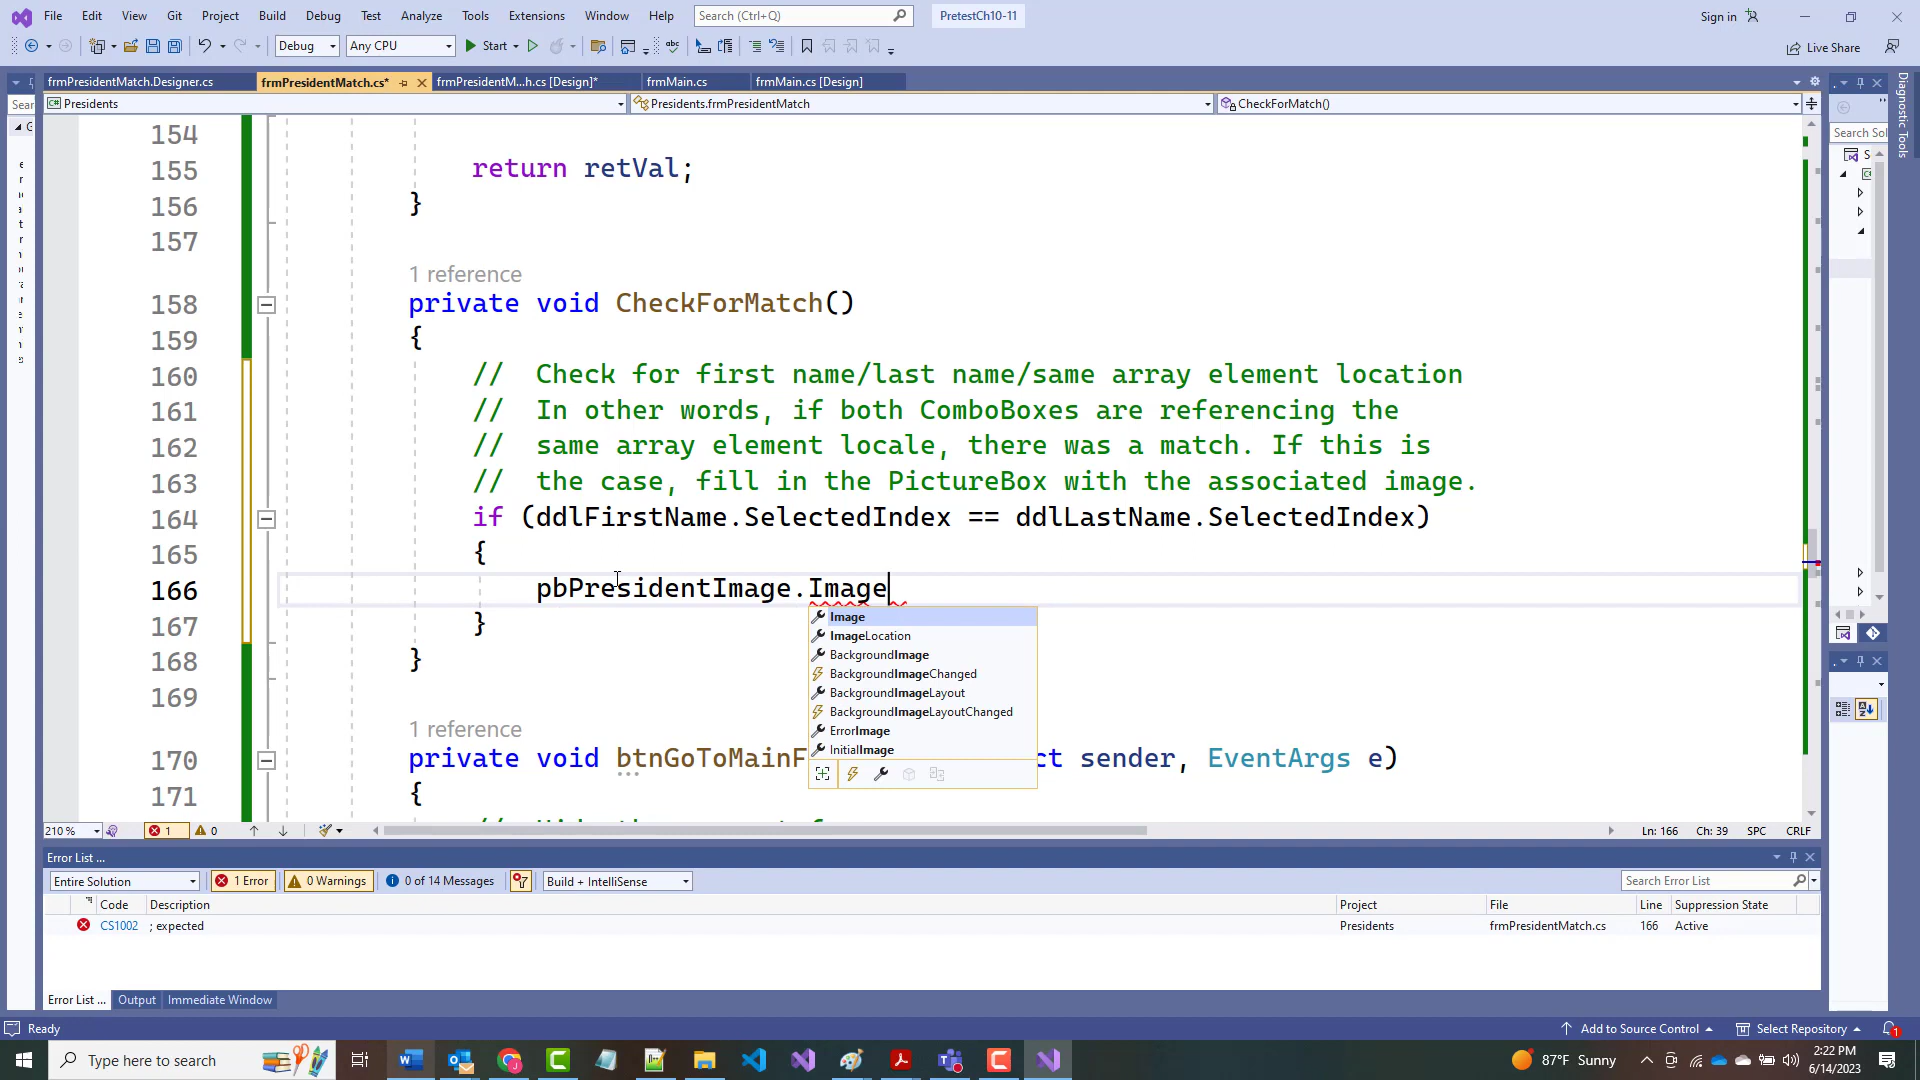 File Edit View Git Project Build Debug Test Analyze Tools Extensions Window Help Search (Ctrl+Q) PretestCh10-11 Sign in
Debug Any CPU Start Live Share
frmPresidentMatch.Designer.cs frmPresidentMatch.cs* frmPresidentM...h.cs [Design]* frmMain.cs frmMain.cs [Design]
Presidents Presidents.frmPresidentMatch CheckForMatch()
Search Sol
Diagnostic Tools
154
155 return retVal;
156 }
157
1 reference
158 private void CheckForMatch()
159 {
160 // Check for first name/last name/same array element location
161 // In other words, if both ComboBoxes are referencing the
162 // same array element locale, there was a match. If this is
163 // the case, fill in the PictureBox with the associated image.
164 if (ddlFirstName.SelectedIndex == ddlLastName.SelectedIndex)
165 {
166 pbPresidentImage.Image
167 }
168 }
169
Image
ImageLocation
BackgroundImage
BackgroundImageChanged
BackgroundImageLayout
BackgroundImageLayoutChanged
ErrorImage
InitialImage
1 reference
170 private void btnGoToMainF ct sender, EventArgs e)
171 {
210 % 1 0 Ln: 166 Ch: 39 SPC CRLF
Error List ...
Entire Solution 1 Error 0 Warnings 0 of 14 Messages Build + IntelliSense Search Error List
Code Description Project File Line Suppression State
CS1002 ; expected Presidents frmPresidentMatch.cs 166 Active
Error List ... Output Immediate Window
Ready Add to Source Control Select Repository 1
Type here to search 87°F Sunny 2:22 PM
6/14/2023